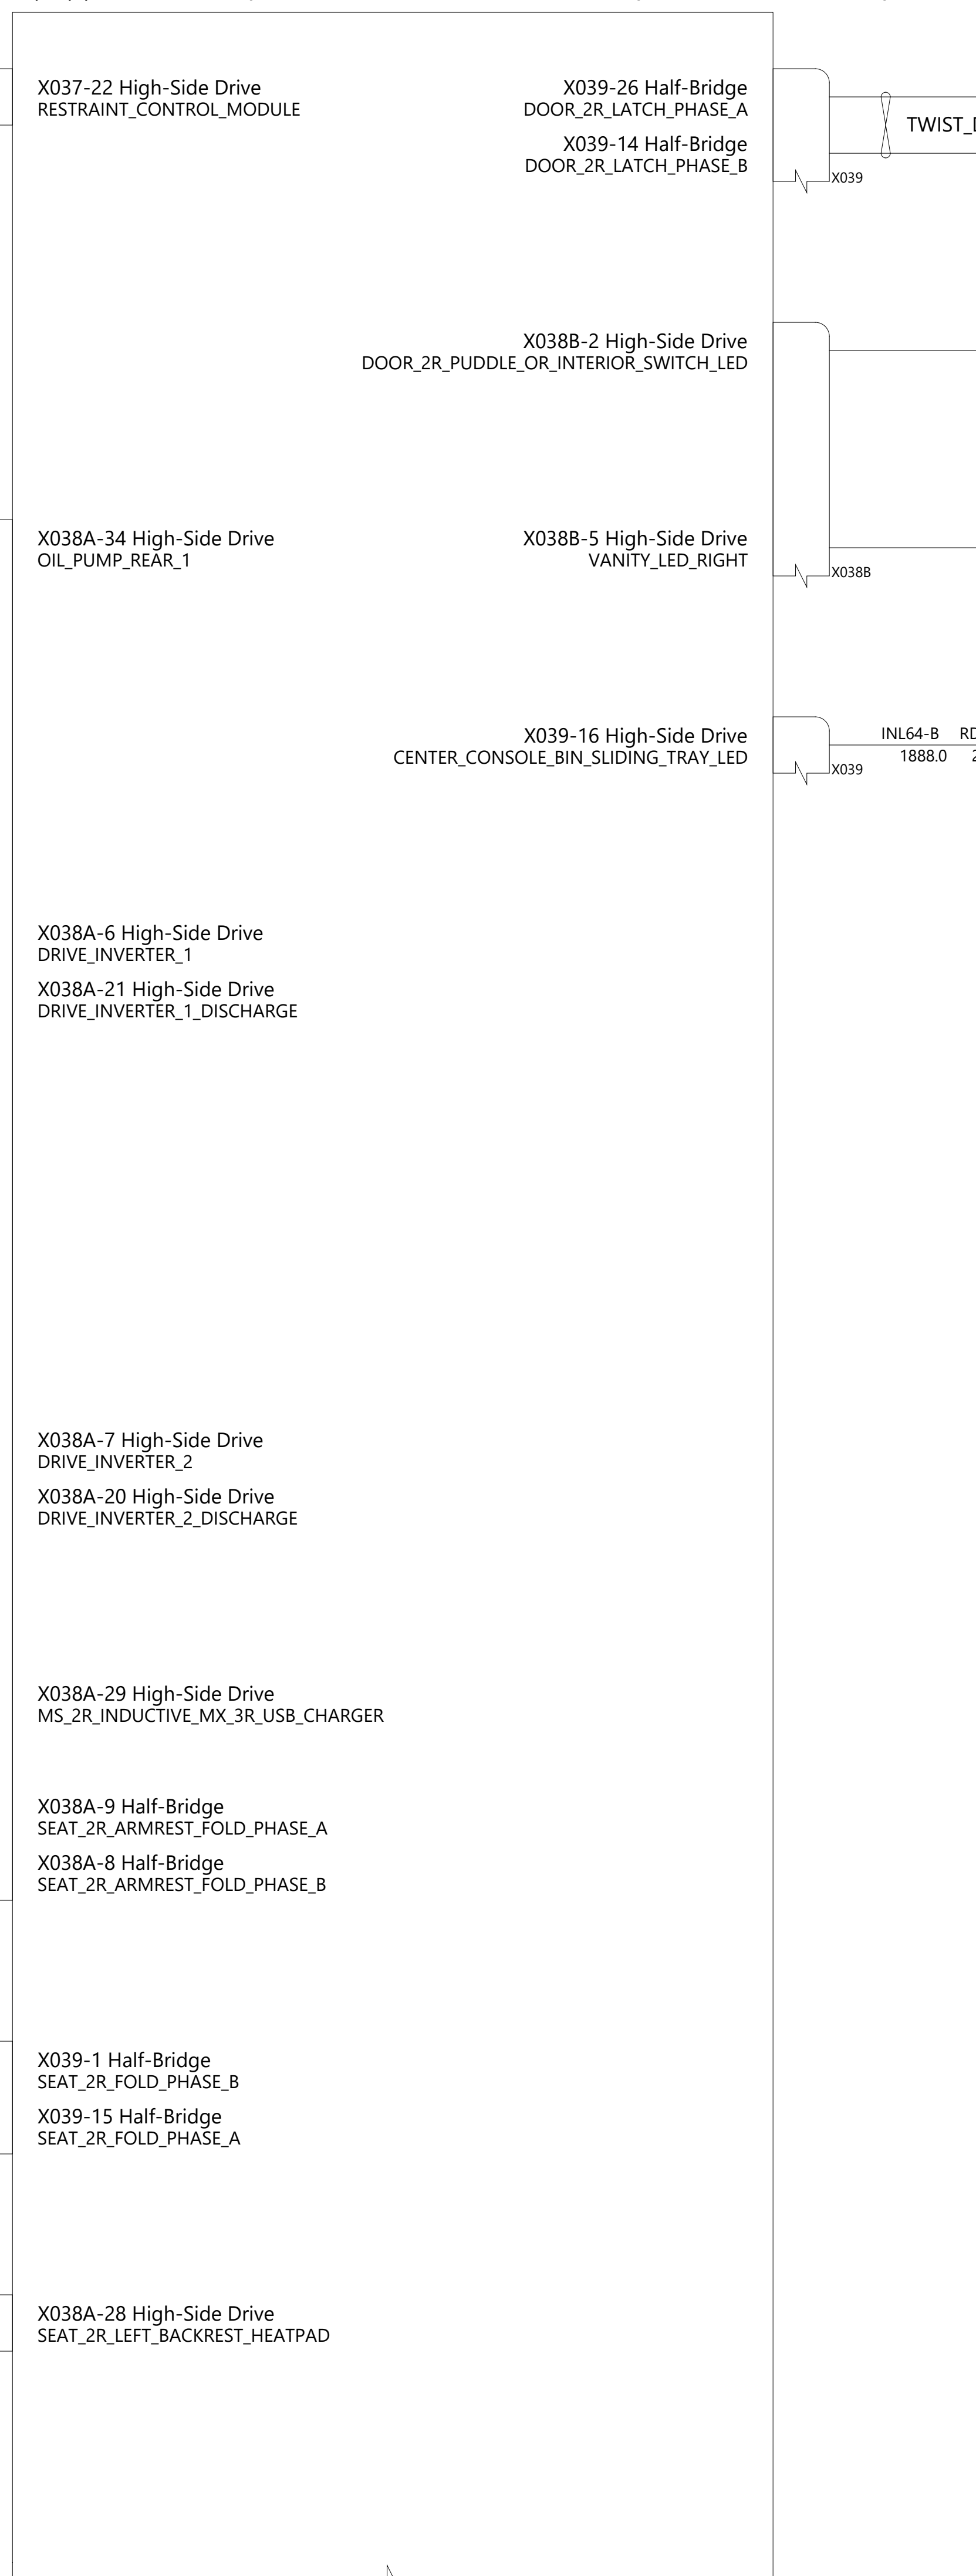 X037-22 High-Side Drive
RESTRAINT_CONTROL_MODULE
X039-26 Half-Bridge
DOOR_2R_LATCH_PHASE_A
X039-14 Half-Bridge
DOOR_2R_LATCH_PHASE_B
X039
X038B-2 High-Side Drive
DOOR_2R_PUDDLE_OR_INTERIOR_SWITCH_LED
X038A-34 High-Side Drive
OIL_PUMP_REAR_1
X038B-5 High-Side Drive
VANITY_LED_RIGHT
X038B
X039-16 High-Side Drive
CENTER_CONSOLE_BIN_SLIDING_TRAY_LED
INL64-B
1888.0
X039
X038A-6 High-Side Drive
DRIVE_INVERTER_1
X038A-21 High-Side Drive
DRIVE_INVERTER_1_DISCHARGE
X038A-7 High-Side Drive
DRIVE_INVERTER_2
X038A-20 High-Side Drive
DRIVE_INVERTER_2_DISCHARGE
X038A-29 High-Side Drive
MS_2R_INDUCTIVE_MX_3R_USB_CHARGER
X038A-9 Half-Bridge
SEAT_2R_ARMREST_FOLD_PHASE_A
X038A-8 Half-Bridge
SEAT_2R_ARMREST_FOLD_PHASE_B
X039-1 Half-Bridge
SEAT_2R_FOLD_PHASE_B
X039-15 Half-Bridge
SEAT_2R_FOLD_PHASE_A
X038A-28 High-Side Drive
SEAT_2R_LEFT_BACKREST_HEATPAD